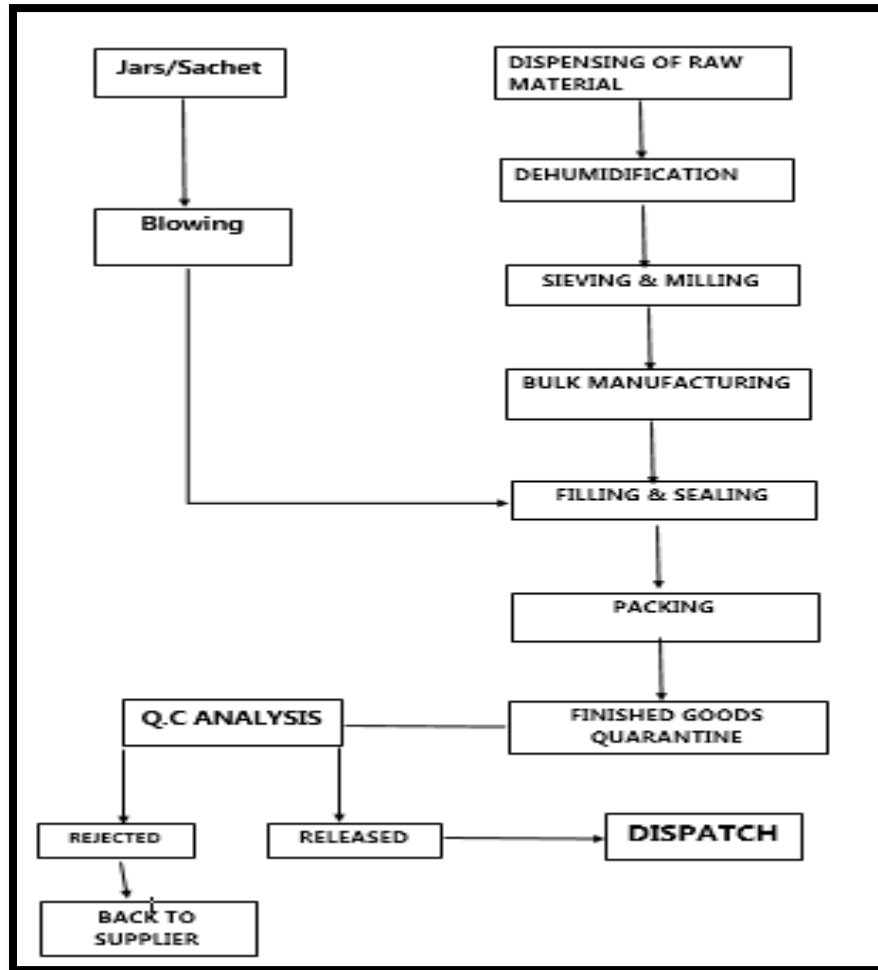 Jars/Sachet
DISPENSING OF RAW
MATERIAL
DEHUMIDIFICATION
Blowing
SIEVING & MILLING
BULK MANUFACTURING
FILLING & SEALING
PACKING
Q.C ANALYSIS
FINISHED GOODS
QUARANTINE
REJECTED
RELEASED
DISPATCH
BACK TO
SUPPLIER